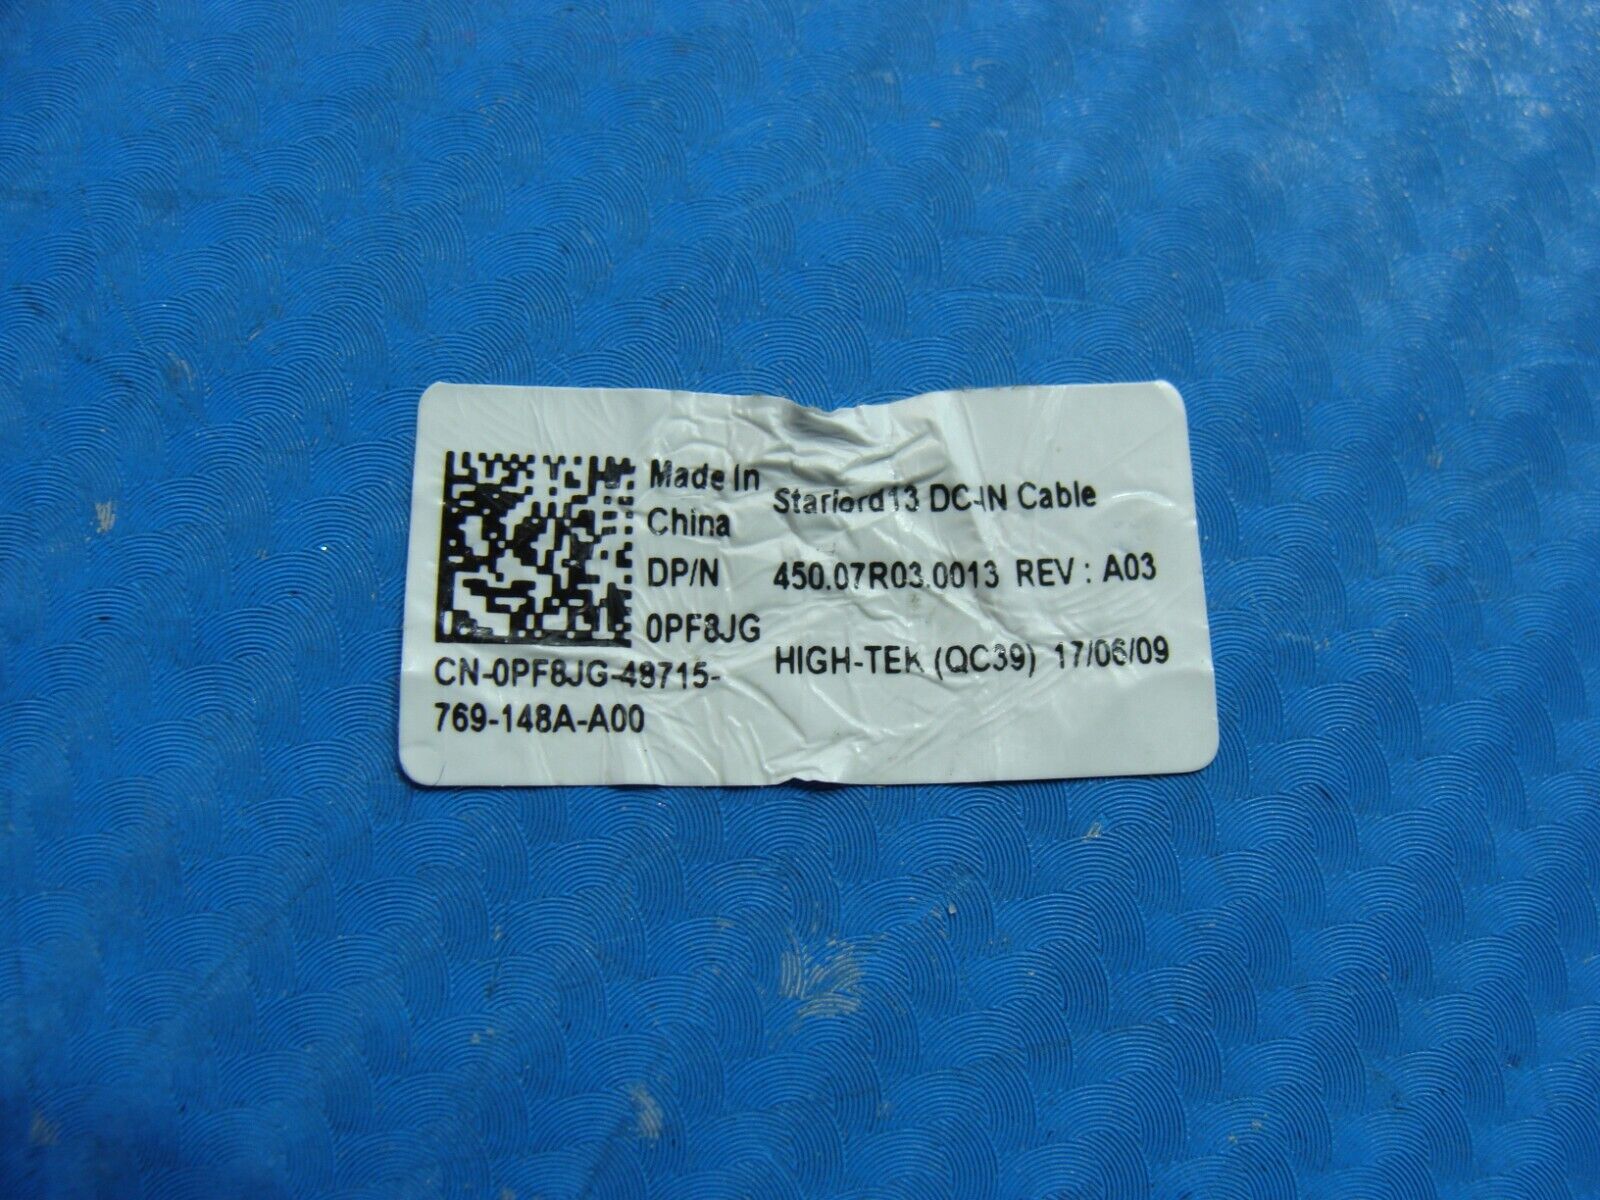 Made In
China
DP/N
0PF8JG
CN-0PF8JG-48715-
769-148A-A00
Starlord13 DC-IN Cable
450.07R03.0013 REV : A03
HIGH-TEK (QC39) 17/06/09